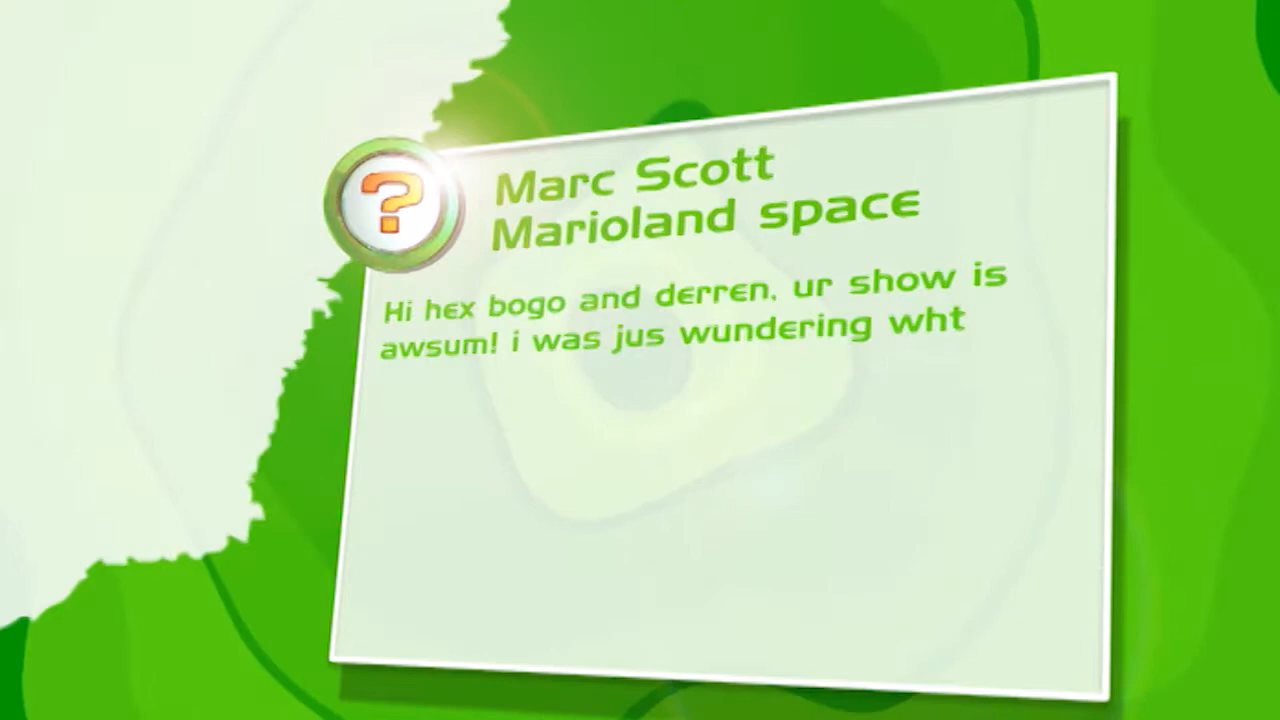 ?
Marc Scott
Marioland space
Hi hex bogo and derren, ur show is
awsum! i was jus wundering wht